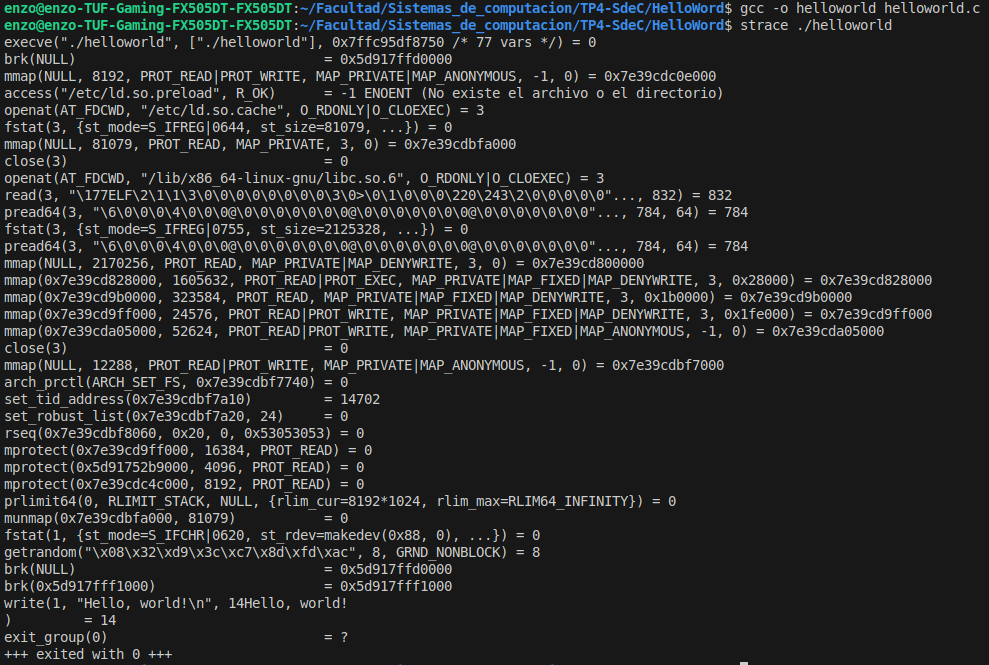 enzo@enzo-TUF-Gaming-FX505DT-FX505DT:~/Facultad/Sistemas_de_computacion/TP4-SdeC/HelloWord$ gcc -o helloworld helloworld.c
enzo@enzo-TUF-Gaming-FX505DT-FX505DT:~/Facultad/Sistemas_de_computacion/TP4-SdeC/HelloWord$ strace ./helloworld
execve("./helloworld", ["./helloworld"], 0x7ffc95df8750 /* 77 vars */) = 0
brk(NULL)                               = 0x5d917ffd0000
mmap(NULL, 8192, PROT_READ|PROT_WRITE, MAP_PRIVATE|MAP_ANONYMOUS, -1, 0) = 0x7e39cdc0e000
access("/etc/ld.so.preload", R_OK)      = -1 ENOENT (No existe el archivo o el directorio)
openat(AT_FDCWD, "/etc/ld.so.cache", O_RDONLY|O_CLOEXEC) = 3
fstat(3, {st_mode=S_IFREG|0644, st_size=81079, ...}) = 0
mmap(NULL, 81079, PROT_READ, MAP_PRIVATE, 3, 0) = 0x7e39cdbfa000
close(3)                                = 0
openat(AT_FDCWD, "/lib/x86_64-linux-gnu/libc.so.6", O_RDONLY|O_CLOEXEC) = 3
read(3, "\177ELF\2\1\1\3\0\0\0\0\0\0\0\0\3\0>\0\1\0\0\0\220\243\2\0\0\0\0\0"..., 832) = 832
pread64(3, "\6\0\0\0\4\0\0\0@\0\0\0\0\0\0\0@\0\0\0\0\0\0\0@\0\0\0\0\0\0\0"..., 784, 64) = 784
fstat(3, {st_mode=S_IFREG|0755, st_size=2125328, ...}) = 0
pread64(3, "\6\0\0\0\4\0\0\0@\0\0\0\0\0\0\0@\0\0\0\0\0\0\0@\0\0\0\0\0\0\0"..., 784, 64) = 784
mmap(NULL, 2170256, PROT_READ, MAP_PRIVATE|MAP_DENYWRITE, 3, 0) = 0x7e39cd800000
mmap(0x7e39cd828000, 1605632, PROT_READ|PROT_EXEC, MAP_PRIVATE|MAP_FIXED|MAP_DENYWRITE, 3, 0x28000) = 0x7e39cd828000
mmap(0x7e39cd9b0000, 323584, PROT_READ, MAP_PRIVATE|MAP_FIXED|MAP_DENYWRITE, 3, 0x1b0000) = 0x7e39cd9b0000
mmap(0x7e39cd9ff000, 24576, PROT_READ|PROT_WRITE, MAP_PRIVATE|MAP_FIXED|MAP_DENYWRITE, 3, 0x1fe000) = 0x7e39cd9ff000
mmap(0x7e39cda05000, 52624, PROT_READ|PROT_WRITE, MAP_PRIVATE|MAP_FIXED|MAP_ANONYMOUS, -1, 0) = 0x7e39cda05000
close(3)                                = 0
mmap(NULL, 12288, PROT_READ|PROT_WRITE, MAP_PRIVATE|MAP_ANONYMOUS, -1, 0) = 0x7e39cdbf7000
arch_prctl(ARCH_SET_FS, 0x7e39cdbf7740) = 0
set_tid_address(0x7e39cdbf7a10)         = 14702
set_robust_list(0x7e39cdbf7a20, 24)     = 0
rseq(0x7e39cdbf8060, 0x20, 0, 0x53053053) = 0
mprotect(0x7e39cd9ff000, 16384, PROT_READ) = 0
mprotect(0x5d91752b9000, 4096, PROT_READ) = 0
mprotect(0x7e39cdc4c000, 8192, PROT_READ) = 0
prlimit64(0, RLIMIT_STACK, NULL, {rlim_cur=8192*1024, rlim_max=RLIM64_INFINITY}) = 0
munmap(0x7e39cdbfa000, 81079)           = 0
fstat(1, {st_mode=S_IFCHR|0620, st_rdev=makedev(0x88, 0), ...}) = 0
getrandom("\x08\x32\xd9\x3c\xc7\x8d\xfd\xac", 8, GRND_NONBLOCK) = 8
brk(NULL)                               = 0x5d917ffd0000
brk(0x5d917fff1000)                     = 0x5d917fff1000
write(1, "Hello, world!\n", 14Hello, world!
)         = 14
exit_group(0)                           = ?
+++ exited with 0 +++